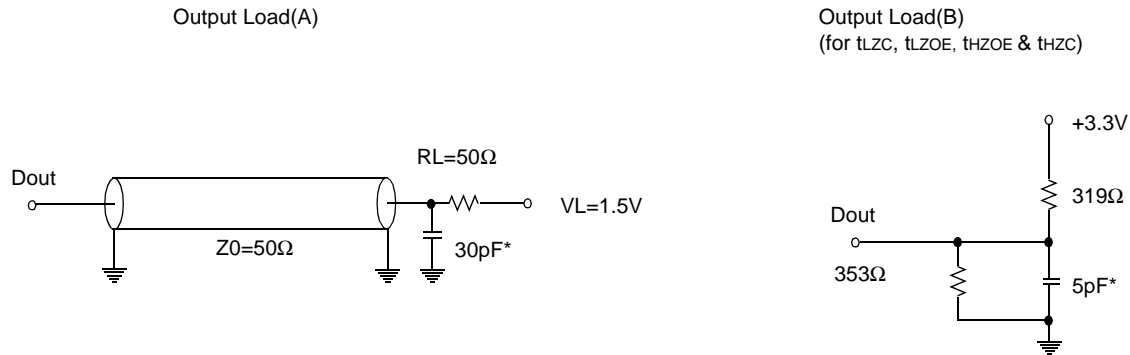 Output Load(A)
Dout
Z0=50Ω
RL=50Ω
30pF*
VL=1.5V
Output Load(B)
(for tLZC, tLZOE, tHZOE & tHZC)
+3.3V
319Ω
Dout
353Ω
5pF*